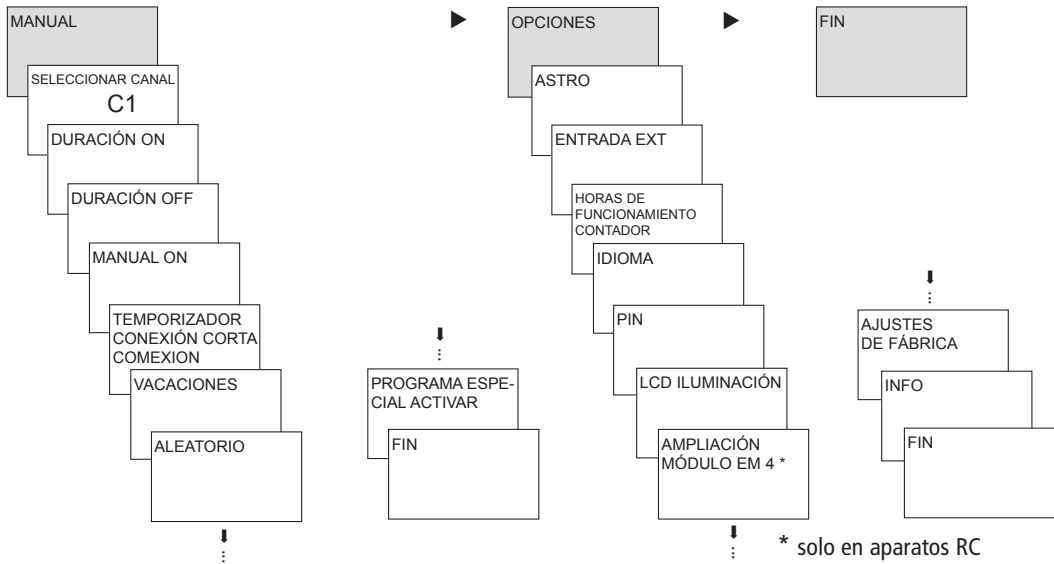 MANUAL
SELECCIONAR CANAL
C1
DURACIÓN ON
DURACIÓN OFF
MANUAL ON
TEMPORIZADOR
CONEXIÓN CORTA
COMEXION
VACACIONES
ALEATORIO
PROGRAMA ESPE-
CIAL ACTIVAR
FIN
OPCIONES
ASTRO
ENTRADA EXT
HORAS DE
FUNCIONAMIENTO
CONTADOR
IDIOMA
PIN
LCD ILUMINACIÓN
AMPLIACIÓN
MÓDULO EM 4 *
AJUSTES
DE FÁBRICA
INFO
FIN
FIN
* solo en aparatos RC